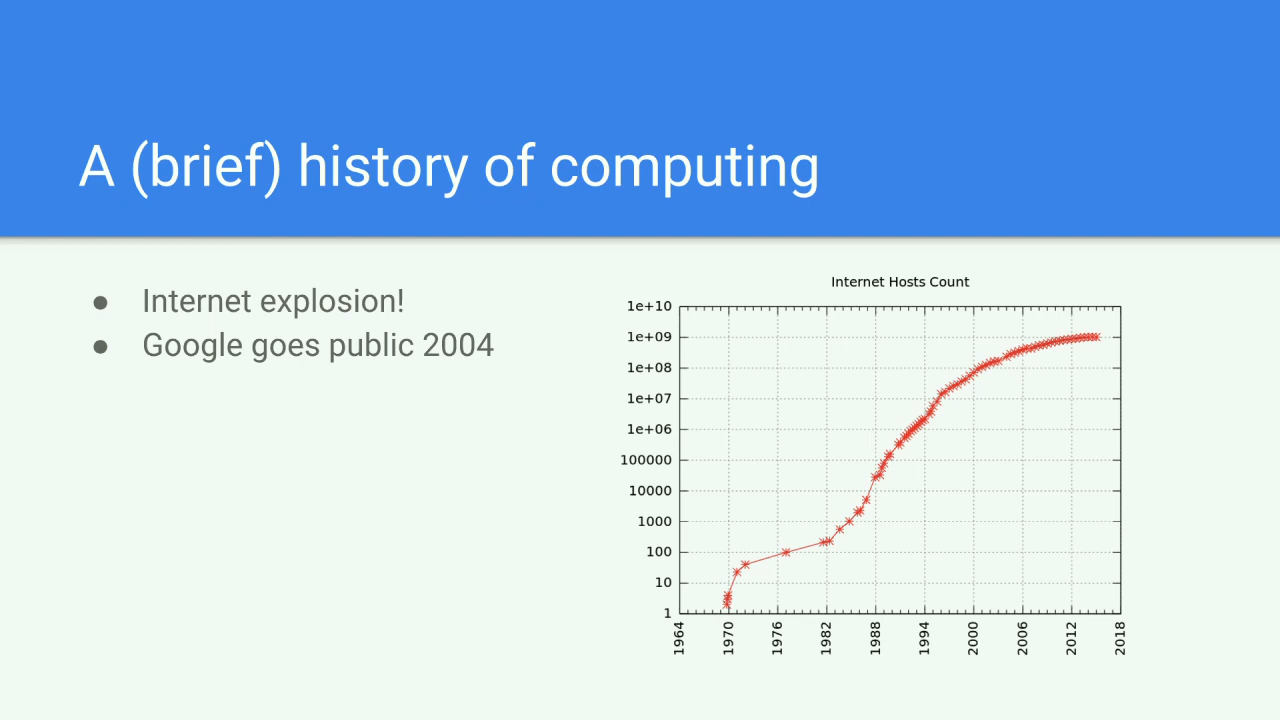 A (brief) history of computing
● Internet explosion!
● Google goes public 2004
Internet Hosts Count
1e+10
1e+09
1e+08
1e+07
1e+06
100000
10000
1000
100
10
1
1964
1970
1976
1982
1988
1994
2000
2006
2012
2018